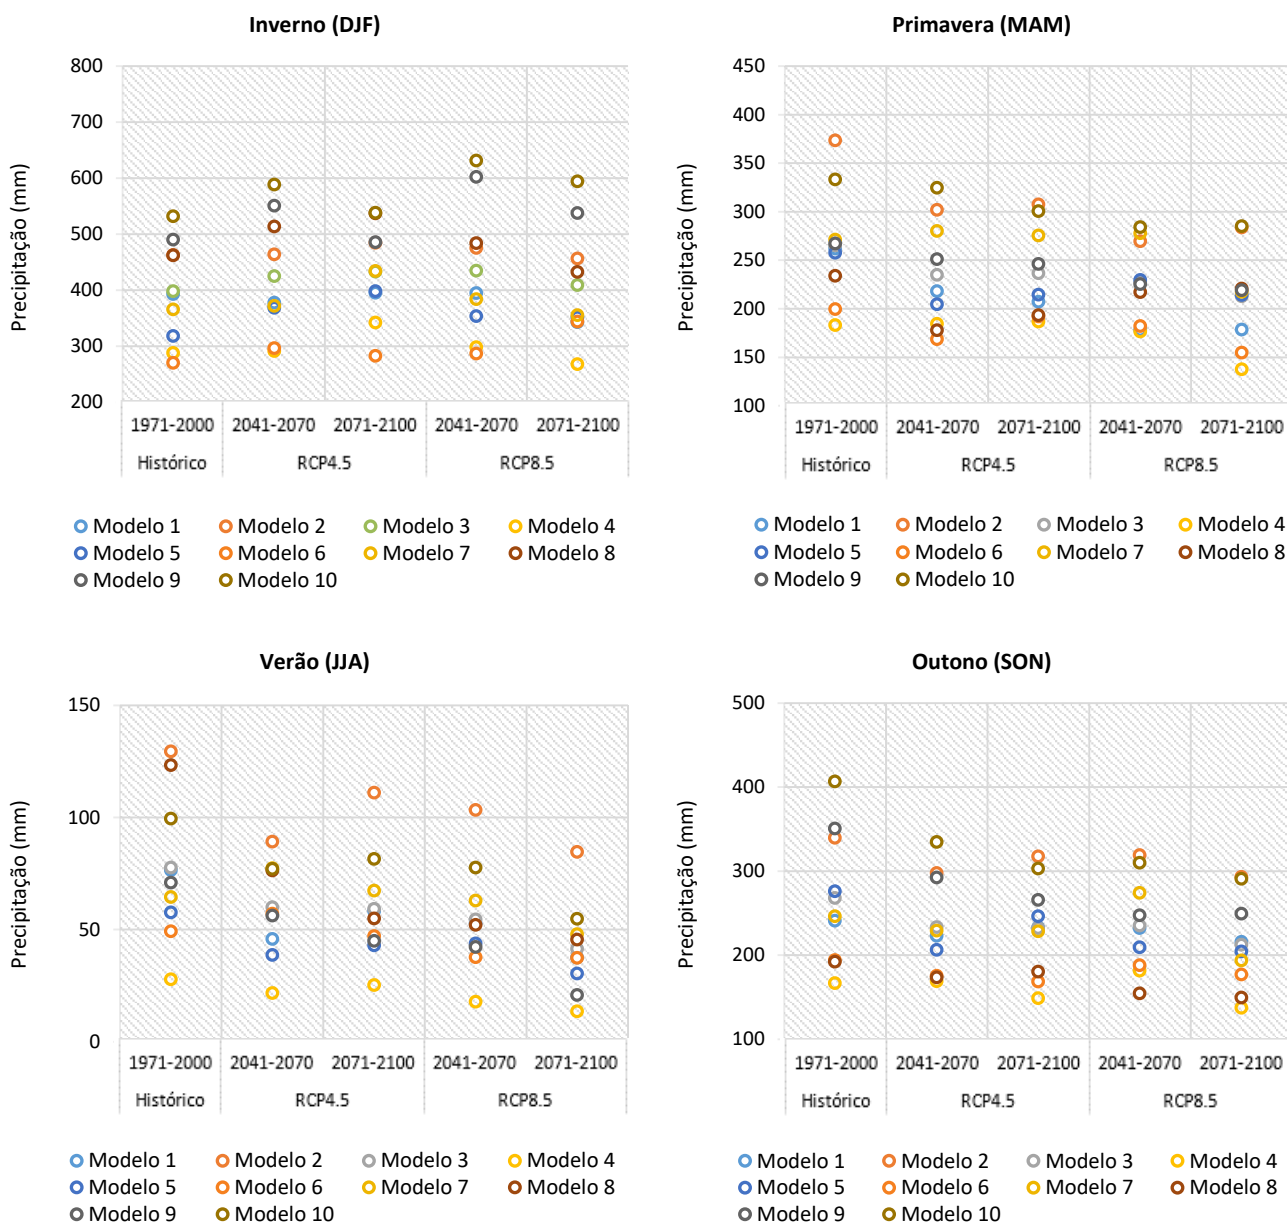 Inverno (DJF)
Precipitação (mm)
800
700
600
500
400
300
200
1971-2000 2041-2070 2071-2100 2041-2070 2071-2100
Histórico RCP4.5 RCP8.5
Modelo 1 Modelo 2 Modelo 3 Modelo 4
Modelo 5 Modelo 6 Modelo 7 Modelo 8
Modelo 9 Modelo 10
Primavera (MAM)
Precipitação (mm)
450
400
350
300
250
200
150
100
1971-2000 2041-2070 2071-2100 2041-2070 2071-2100
Histórico RCP4.5 RCP8.5
Modelo 1 Modelo 2 Modelo 3 Modelo 4
Modelo 5 Modelo 6 Modelo 7 Modelo 8
Modelo 9 Modelo 10
Verão (JJA)
Precipitação (mm)
150
100
50
0
1971-2000 2041-2070 2071-2100 2041-2070 2071-2100
Histórico RCP4.5 RCP8.5
Modelo 1 Modelo 2 Modelo 3 Modelo 4
Modelo 5 Modelo 6 Modelo 7 Modelo 8
Modelo 9 Modelo 10
Outono (SON)
Precipitação (mm)
500
400
300
200
100
1971-2000 2041-2070 2071-2100 2041-2070 2071-2100
Histórico RCP4.5 RCP8.5
Modelo 1 Modelo 2 Modelo 3 Modelo 4
Modelo 5 Modelo 6 Modelo 7 Modelo 8
Modelo 9 Modelo 10